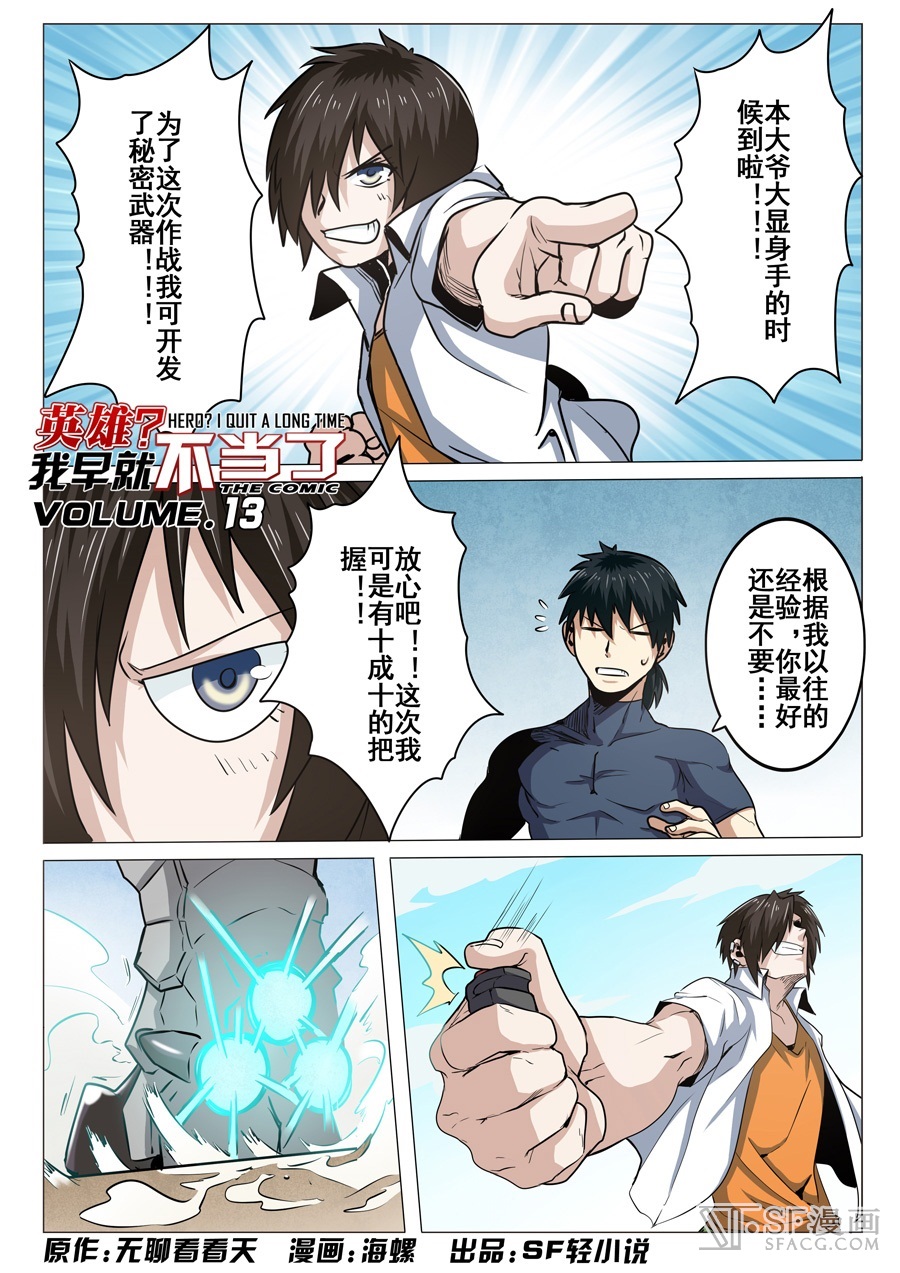 本大爷大显身手的时
候到啦！！！
为了这次作战我可开发
了秘密武器！！！！
英雄？HERO? I QUIT A LONG TIME
我早就不当了
THE COMIC
VOLUME. 13
根据我以往的
经验，你最好
还是不要……
放心吧！！这次我
可是有十成十的把
握！！
原作:无聊看看天 漫画:海螺 出品:SF轻小说
SF漫画
SFACG.COM